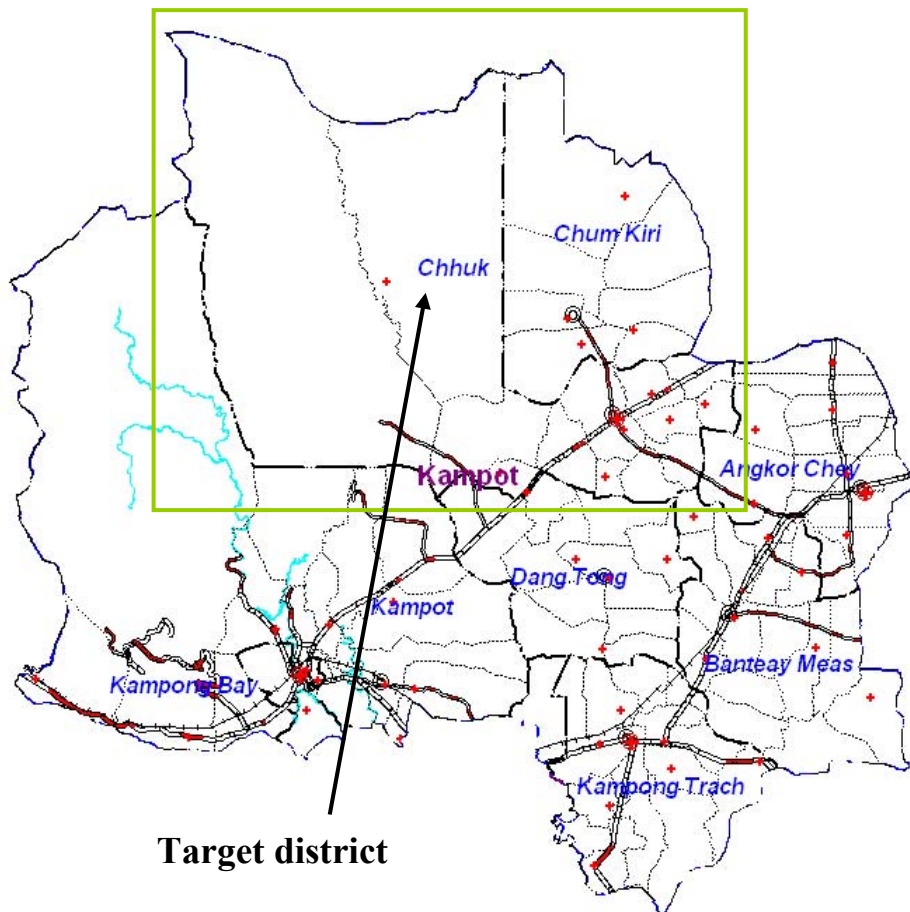 Chum Kiri
Chhuk
Kampot
Angkor Chey
Dang Tong
Kampot
Banteay Meas
Kampong Bay
Kampong Trach
Target district